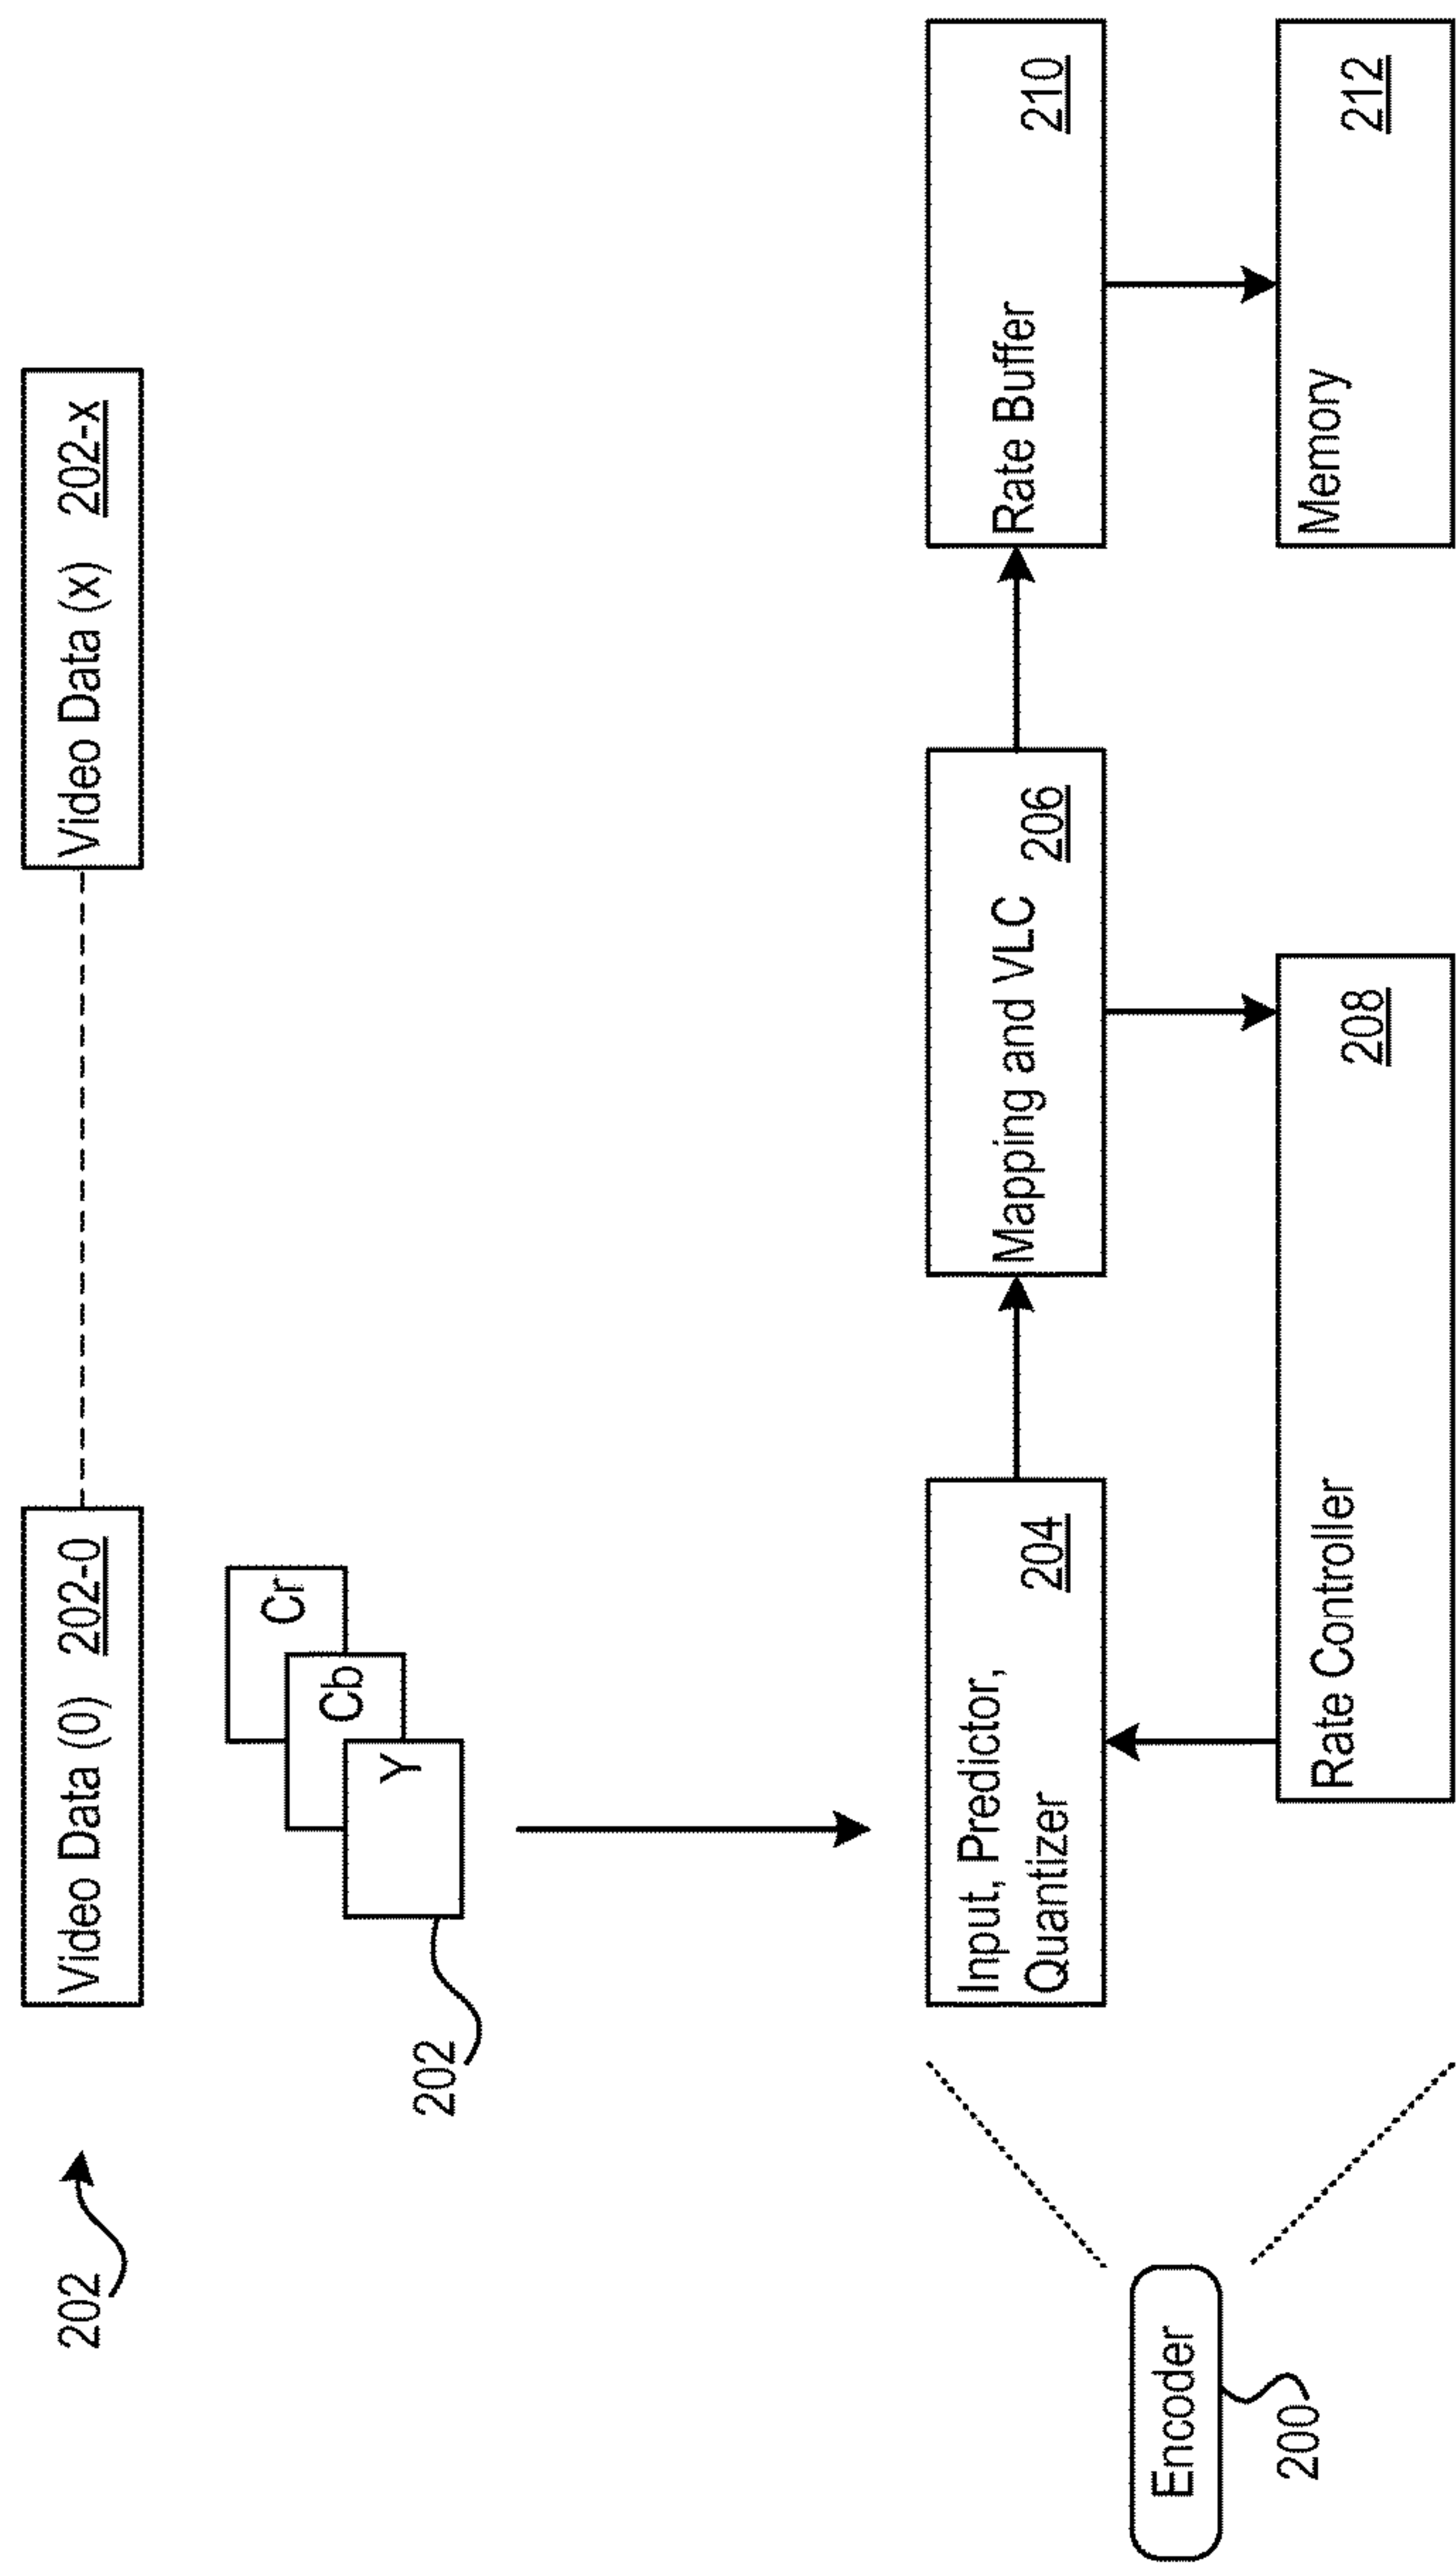 202
Video Data (0) 202-0
Video Data (x) 202-x
Cr
Cb
Y
202
Input, Predictor,
Quantizer
204
Mapping and VLC
206
Rate Buffer
210
Encoder
200
Rate Controller
208
Memory
212